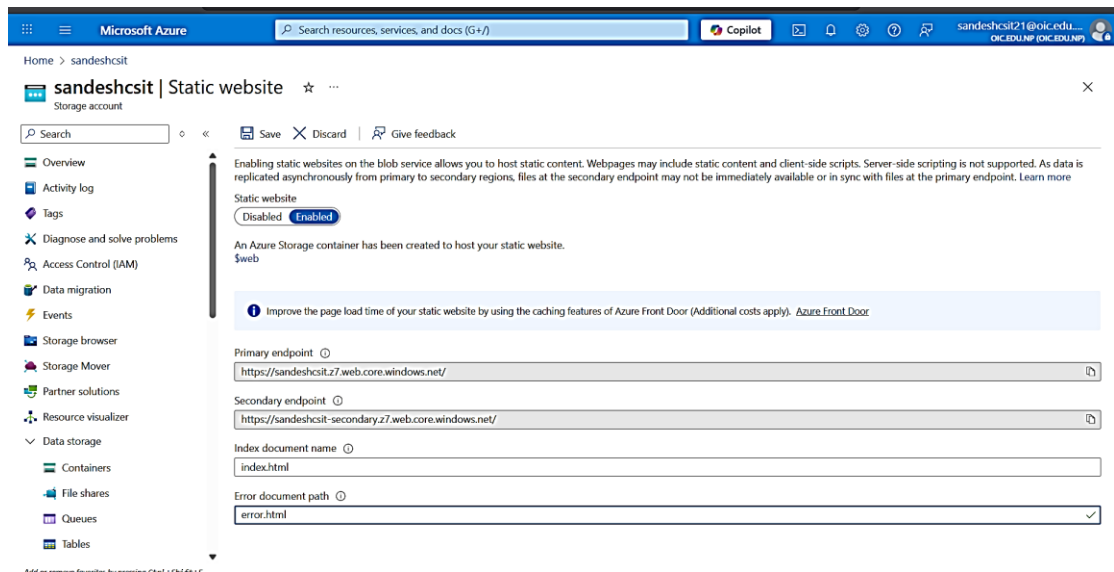 Microsoft Azure
Search resources, services, and docs (G+/)
Copilot
sandeshcsit21@oic.edu....
OIC.EDU.NP (OIC.EDU.NP)
Home > sandeshcsit
sandeshcsit | Static website
Storage account
Search
Save
Discard
Give feedback
Overview
Activity log
Tags
Diagnose and solve problems
Access Control (IAM)
Data migration
Events
Storage browser
Storage Mover
Partner solutions
Resource visualizer
Data storage
Containers
File shares
Queues
Tables
Add or remove favorites by pressing Ctrl+Shift+F
Enabling static websites on the blob service allows you to host static content. Webpages may include static content and client-side scripts. Server-side scripting is not supported. As data is
replicated asynchronously from primary to secondary regions, files at the secondary endpoint may not be immediately available or in sync with files at the primary endpoint. Learn more
Static website
Disabled Enabled
An Azure Storage container has been created to host your static website.
$web
Improve the page load time of your static website by using the caching features of Azure Front Door (Additional costs apply). Azure Front Door
Primary endpoint
https://sandeshcsit.z7.web.core.windows.net/
Secondary endpoint
https://sandeshcsit-secondary.z7.web.core.windows.net/
Index document name
index.html
Error document path
error.html